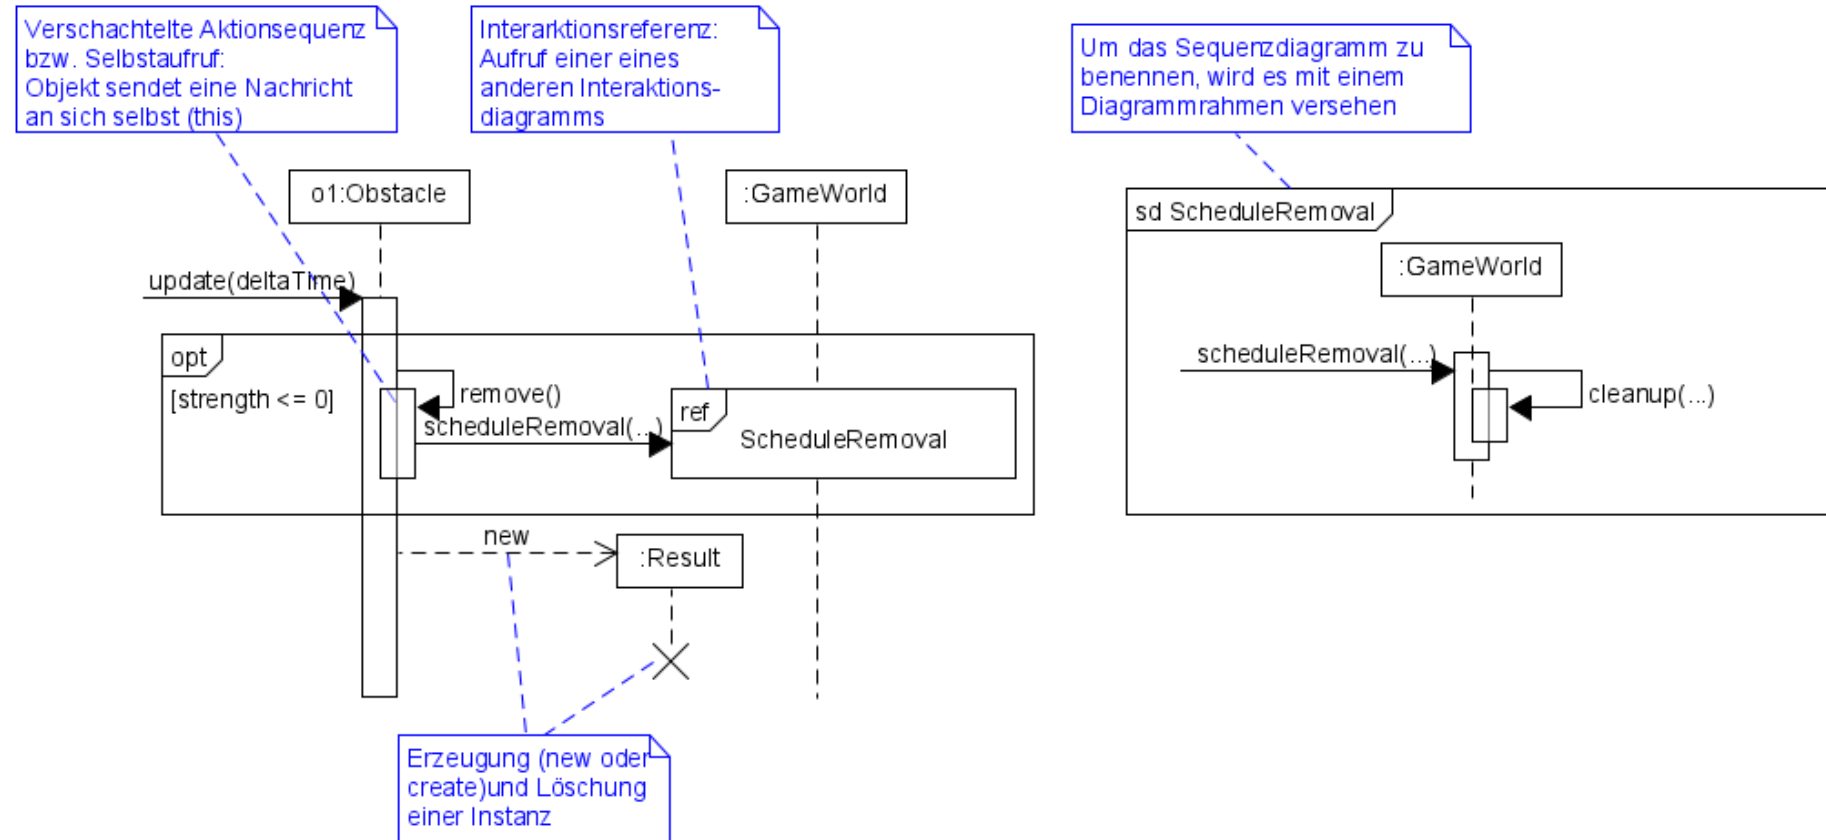 Verschachtelte Aktionsequenz
bzw. Selbstaufruf:
Objekt sendet eine Nachricht
an sich selbst (this)
Interarktionsreferenz:
Aufruf einer eines
anderen Interaktions-
diagramms
Um das Sequenzdiagramm zu
benennen, wird es mit einem
Diagrammrahmen versehen
o1:Obstacle
:GameWorld
sd ScheduleRemoval
:GameWorld
update(deltaTIme)
opt
[strength <= 0]
remove()
scheduleRemoval(...)
ref
ScheduleRemoval
scheduleRemoval(...)
cleanup(...)
new
:Result
Erzeugung (new oder
create)und Löschung
einer Instanz